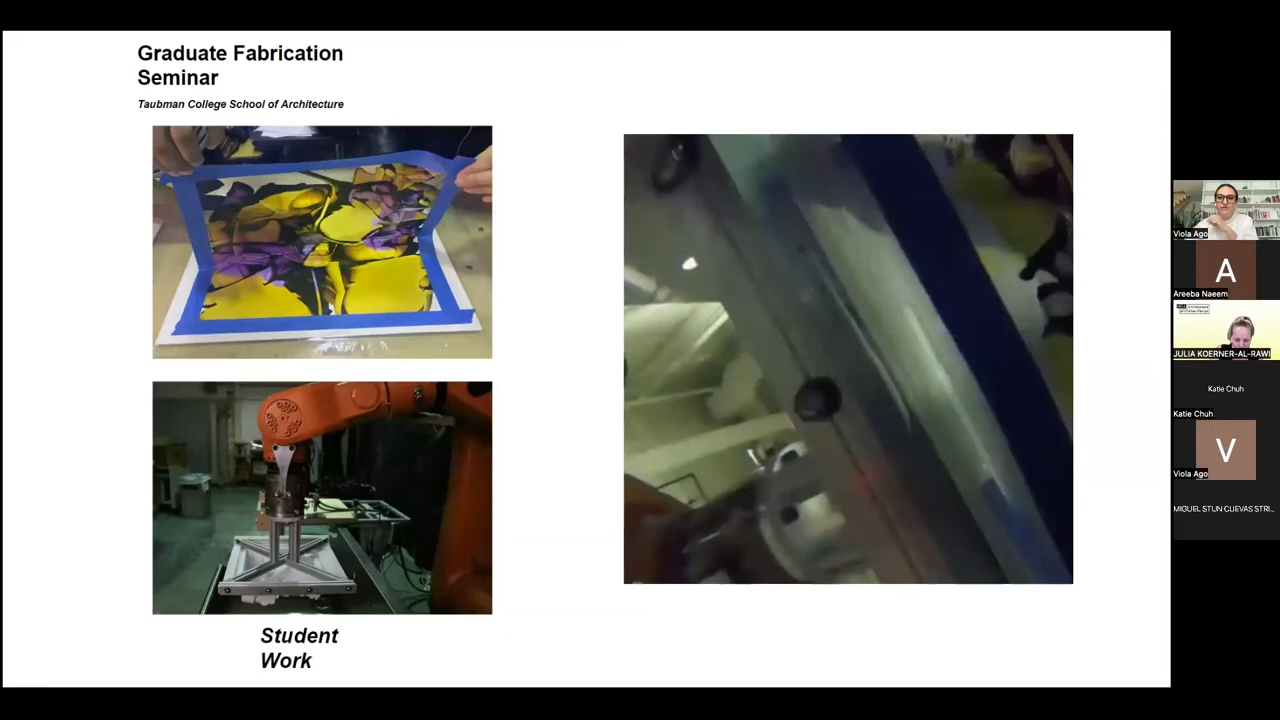 Graduate Fabrication
Seminar
Taubman College School of Architecture
Student
Work
Viola Ago
A
Areeba Naeem
JULIA KOERNER-AL-RAWI
Katie Chuh
Katie Chuh
V
Viola Ago
MIGUEL STUN CUEVAS STRI...